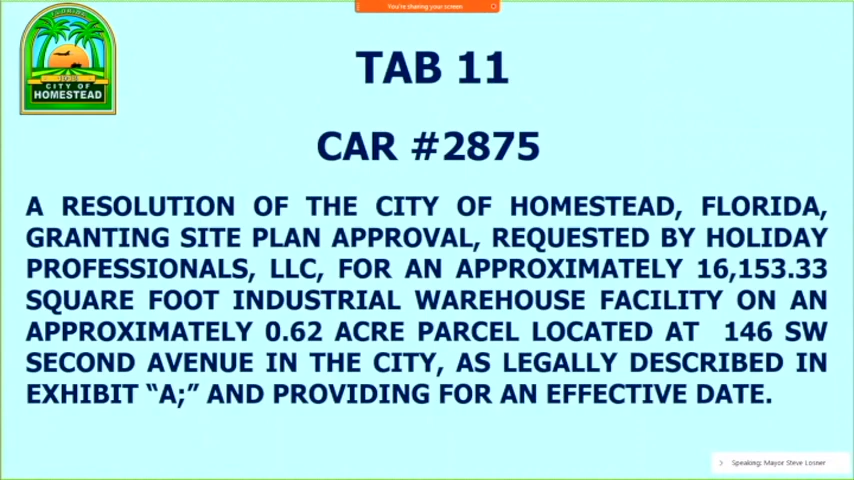 You're sharing your screen
FLORIDA
CITY OF
HOMESTEAD
TAB 11
CAR #2875
A RESOLUTION OF THE CITY OF HOMESTEAD, FLORIDA,
GRANTING SITE PLAN APPROVAL, REQUESTED BY HOLIDAY
PROFESSIONALS, LLC, FOR AN APPROXIMATELY 16,153.33
SQUARE FOOT INDUSTRIAL WAREHOUSE FACILITY ON AN
APPROXIMATELY 0.62 ACRE PARCEL LOCATED AT 146 SW
SECOND AVENUE IN THE CITY, AS LEGALLY DESCRIBED IN
EXHIBIT “A;” AND PROVIDING FOR AN EFFECTIVE DATE.
Speaking: Mayor Steve Losner